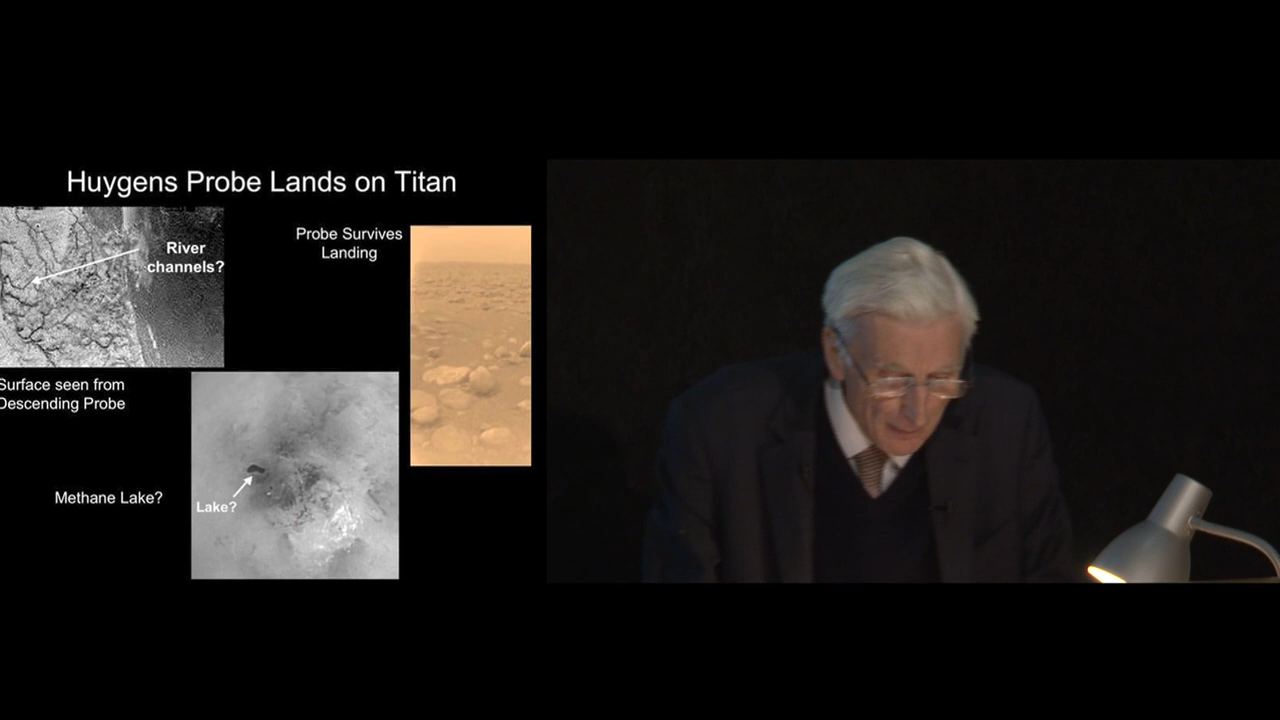 Huygens Probe Lands on Titan
River
channels?
Probe Survives
Landing
Surface seen from
Descending Probe
Methane Lake?
Lake?